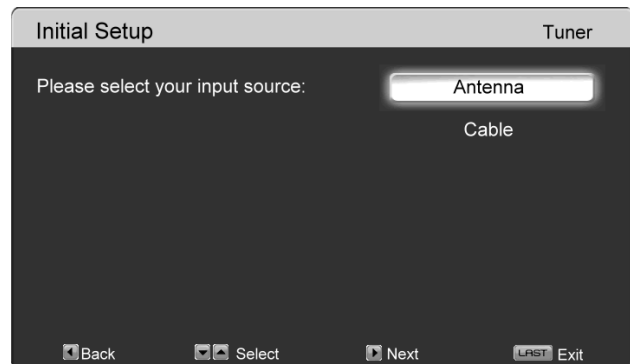 Initial Setup Tuner
Please select your input source: Antenna
Cable
Back Select Next LAST Exit